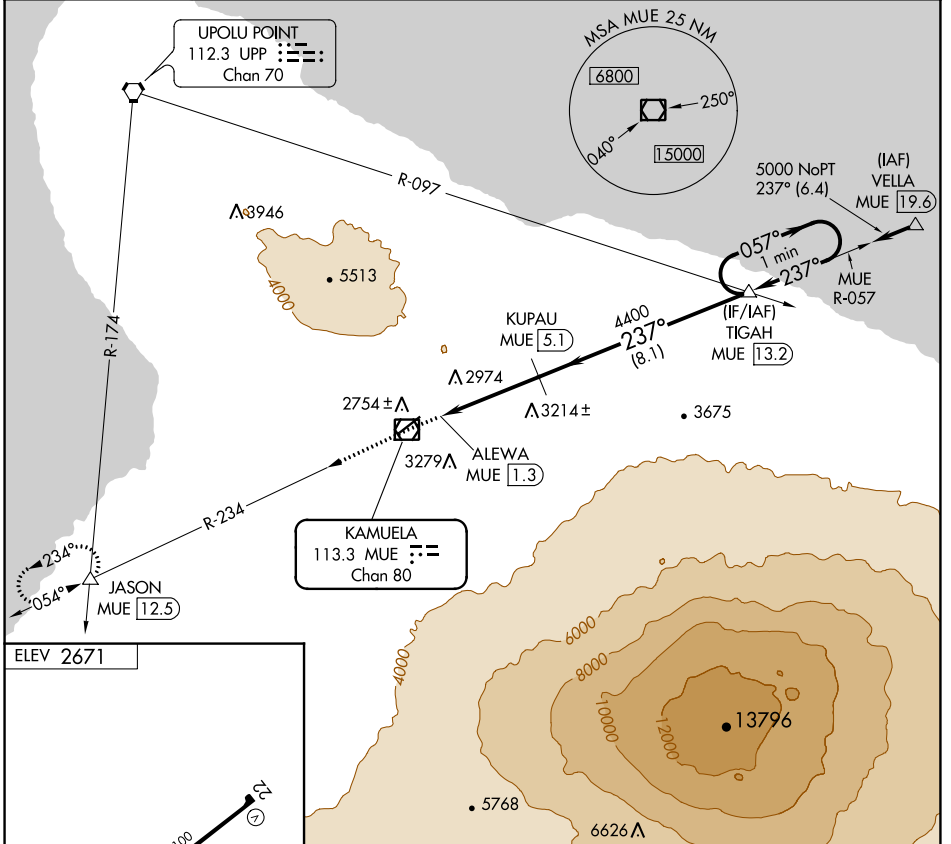 UPOLU POINT
112.3 UPP
Chan 70
MSA MUE 25 NM
6800
250°
040°
15000
(IAF)
VELLA
MUE 19.6
5000 NoPT
237° (6.4)
R-097
3946
5513
4000
057°
1 min
237°
MUE
R-057
(IF/IAF)
TIGAH
MUE 13.2
4400
237°
(8.1)
KUPAU
MUE 5.1
R-174
2974
2754 ±
3214 ±
3675
3279
ALEWA
MUE 1.3
R-234
KAMUELA
113.3 MUE
Chan 80
234°
054°
JASON
MUE 12.5
ELEV 2671
4000
6000
8000
10000
12000
13796
5768
6626
22
100
V